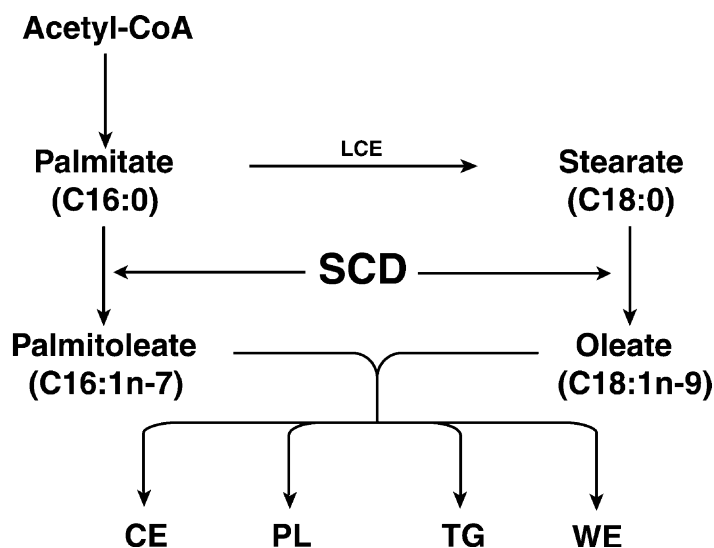 Acetyl-CoA
LCE
Palmitate
(C16:0)
Stearate
(C18:0)
SCD
Palmitoleate
(C16:1n-7)
Oleate
(C18:1n-9)
CE
PL
TG
WE